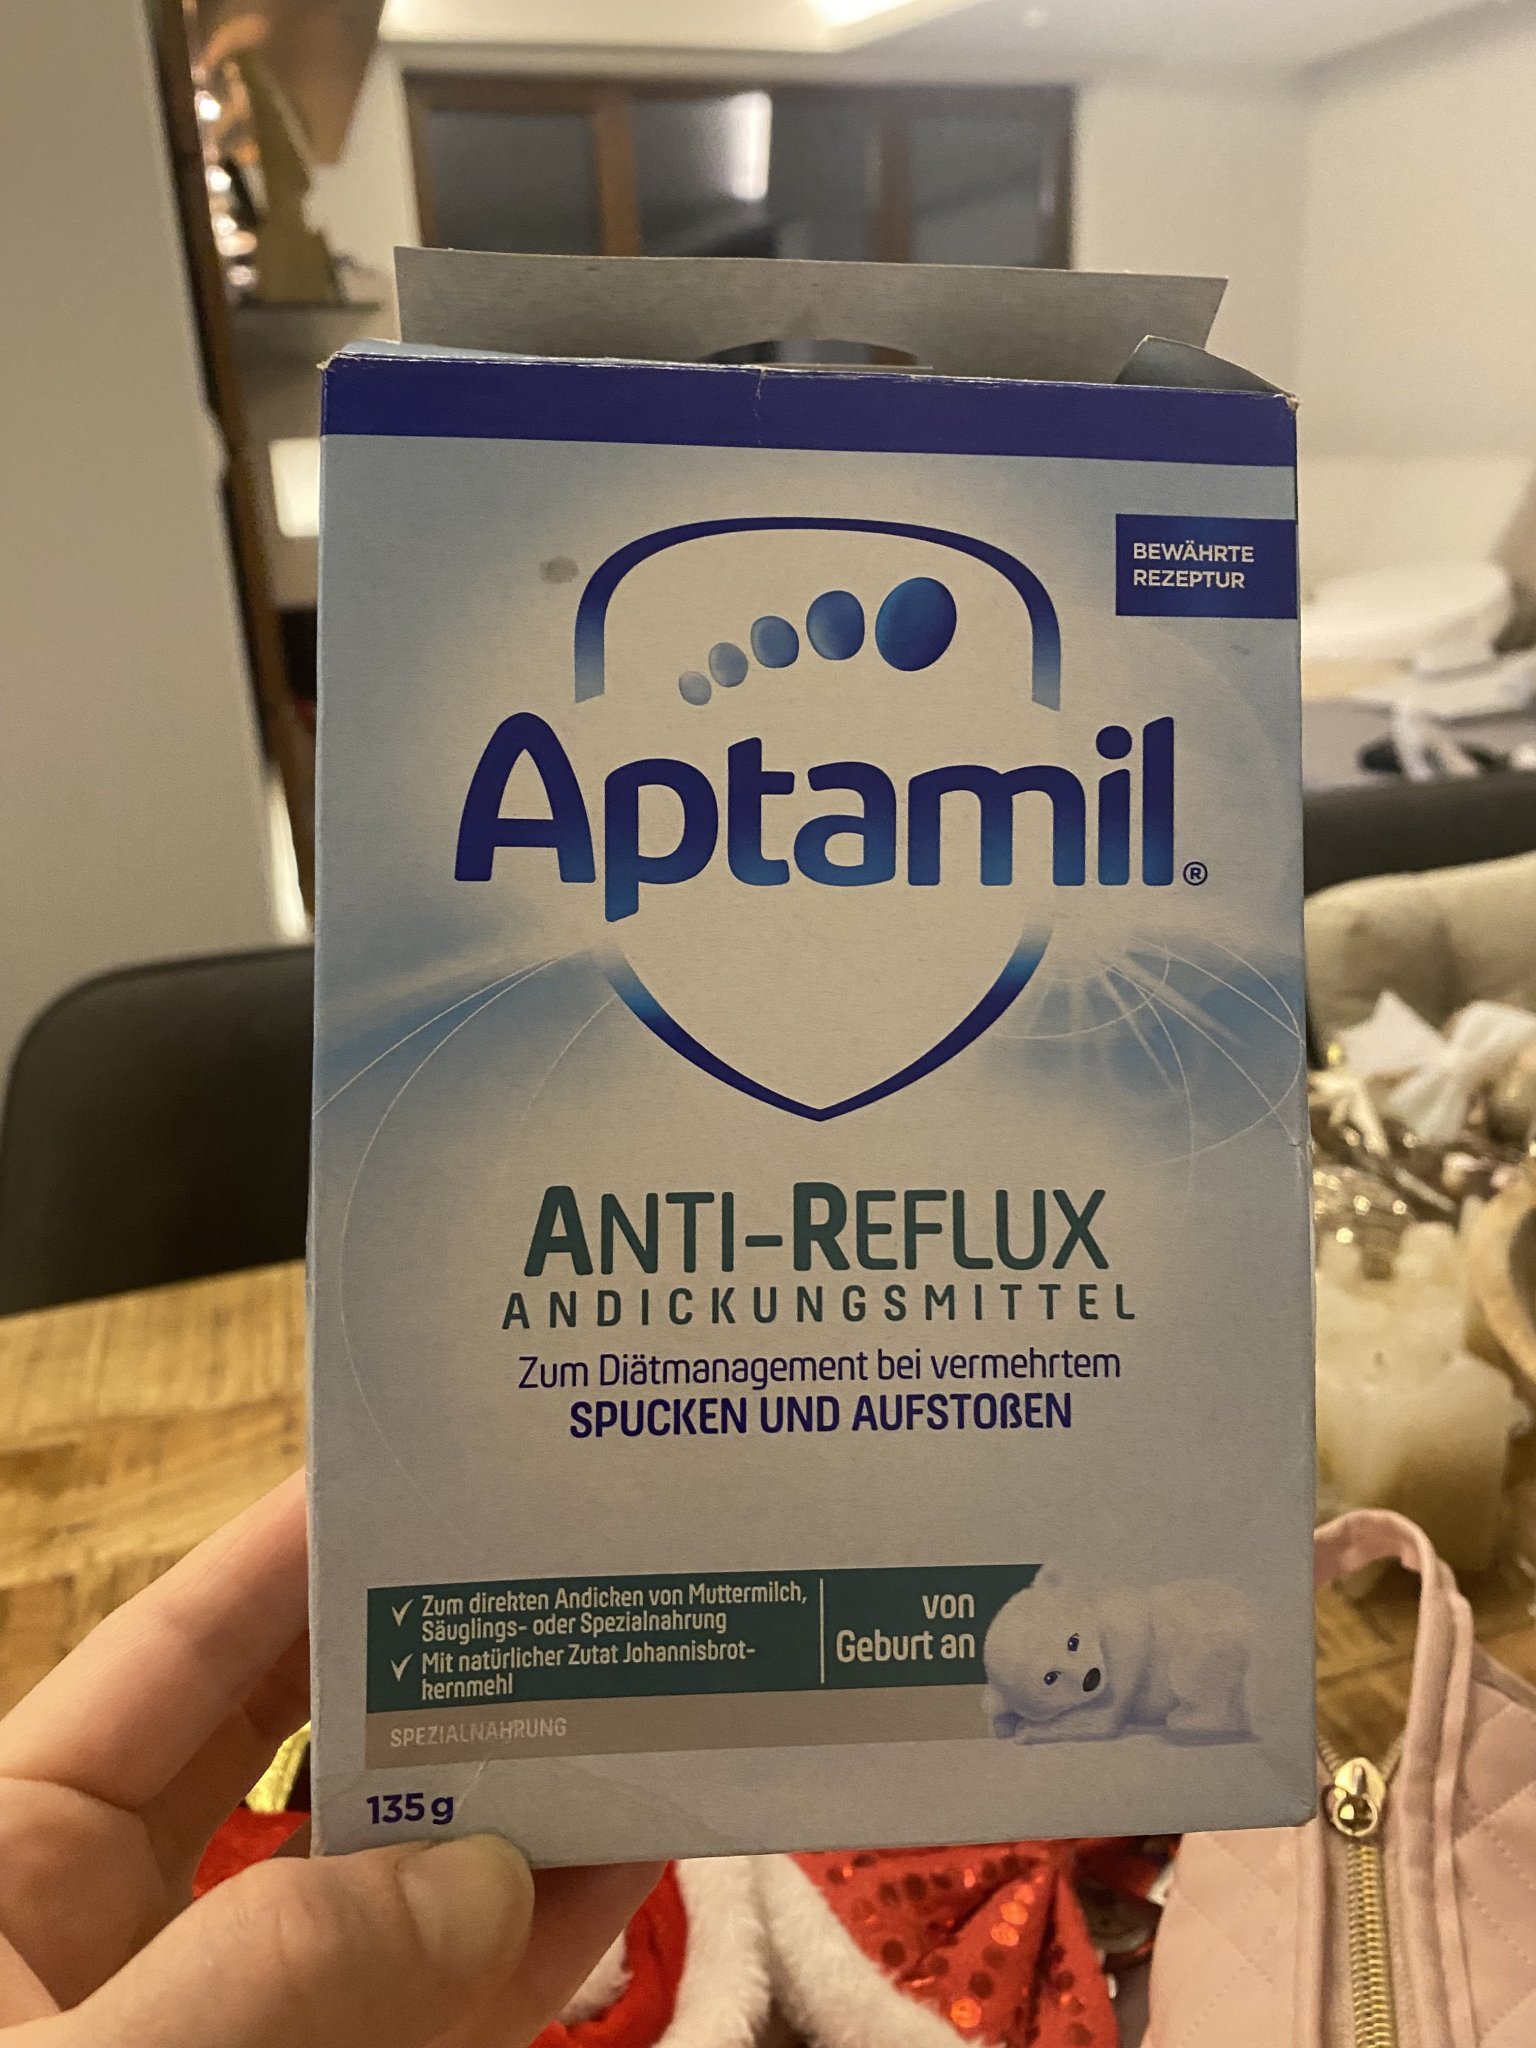 BEWÄHRTE
REZEPTUR
Aptamil®
ANTI-REFLUX
ANDICKUNGSMITTEL
Zum Diätmanagement bei vermehrtem
SPUCKEN UND AUFSTOßEN
✓ Zum direkten Andicken von Muttermilch,
Säuglings- oder Spezialnahrung
✓ Mit natürlicher Zutat Johannisbrot-
kernmehl
von
Geburt an
SPEZIALNAHRUNG
135 g